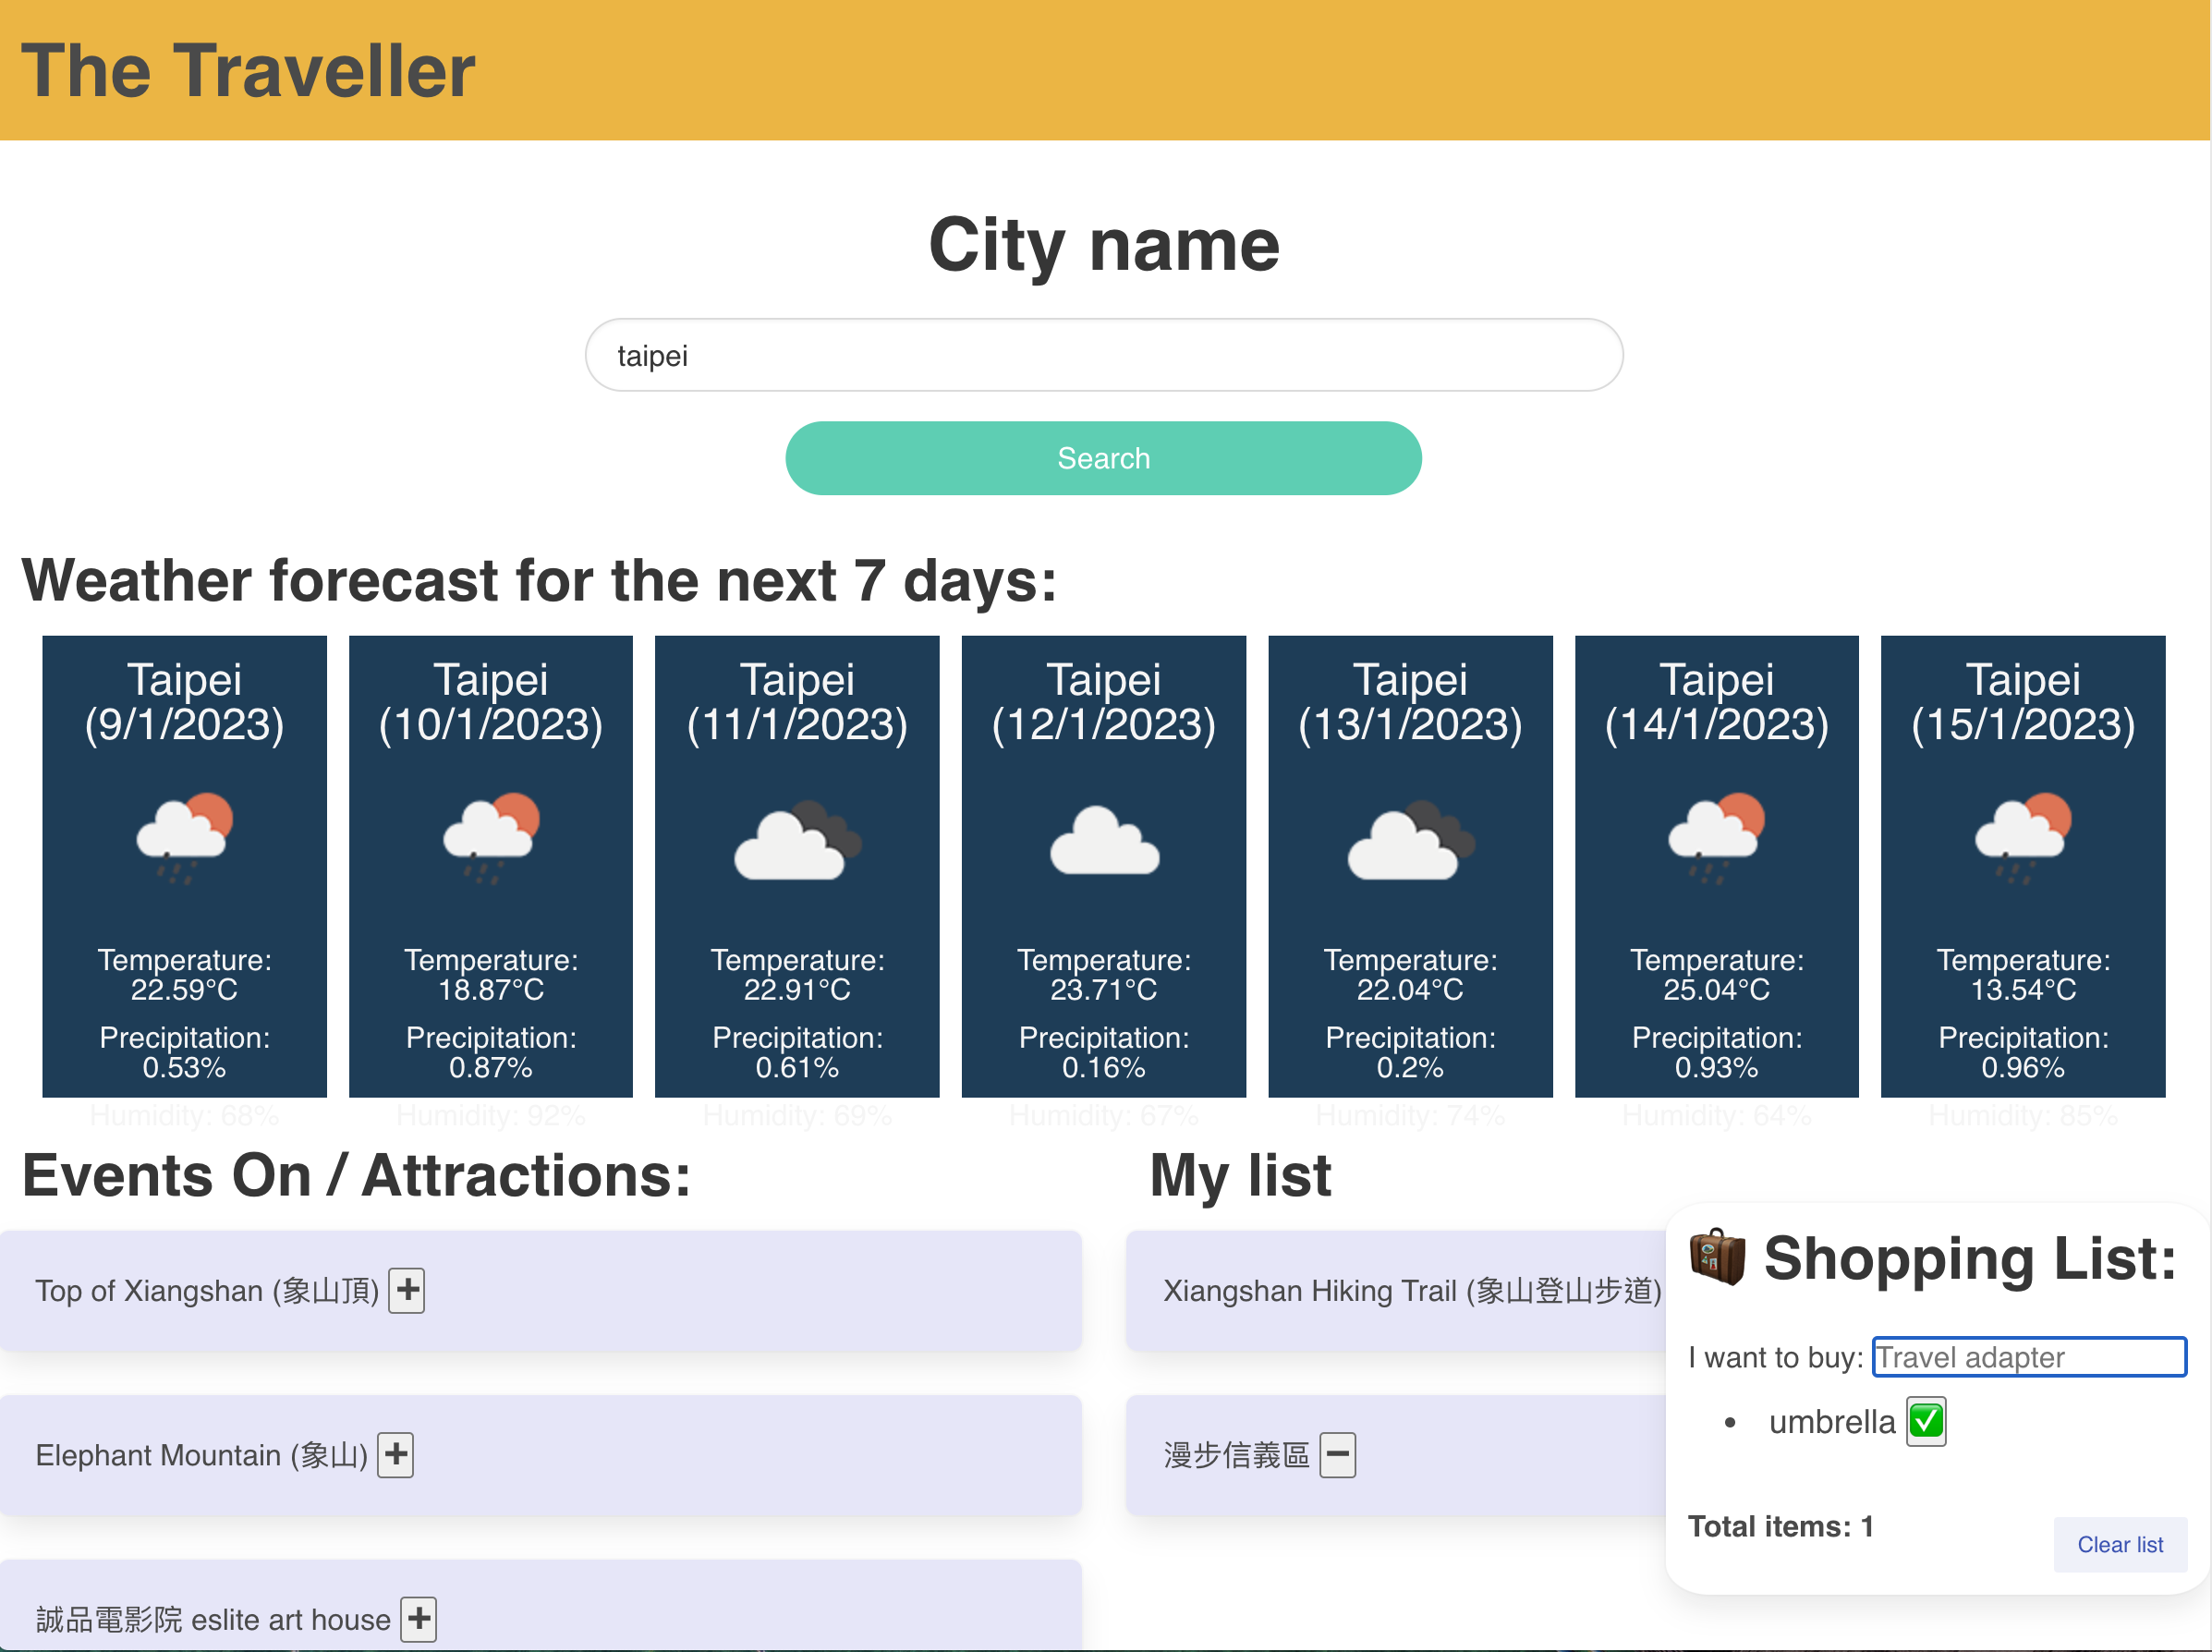 The Traveller
City name
taipei
Search
Weather forecast for the next 7 days:
Taipei
(9/1/2023)
Temperature:
22.59°C
Precipitation:
0.53%
Humidity: 68%
Taipei
(10/1/2023)
Temperature:
18.87°C
Precipitation:
0.87%
Humidity: 92%
Taipei
(11/1/2023)
Temperature:
22.91°C
Precipitation:
0.61%
Humidity: 69%
Taipei
(12/1/2023)
Temperature:
23.71°C
Precipitation:
0.16%
Humidity: 67%
Taipei
(13/1/2023)
Temperature:
22.04°C
Precipitation:
0.2%
Humidity: 74%
Taipei
(14/1/2023)
Temperature:
25.04°C
Precipitation:
0.93%
Humidity: 64%
Taipei
(15/1/2023)
Temperature:
13.54°C
Precipitation:
0.96%
Humidity: 85%
Events On / Attractions:
Top of Xiangshan (象山頂) +
Elephant Mountain (象山) +
誠品電影院 eslite art house +
My list
Xiangshan Hiking Trail (象山登山步道)
漫步信義區 −
Shopping List:
I want to buy: Travel adapter
• umbrella ✅
Total items: 1
Clear list